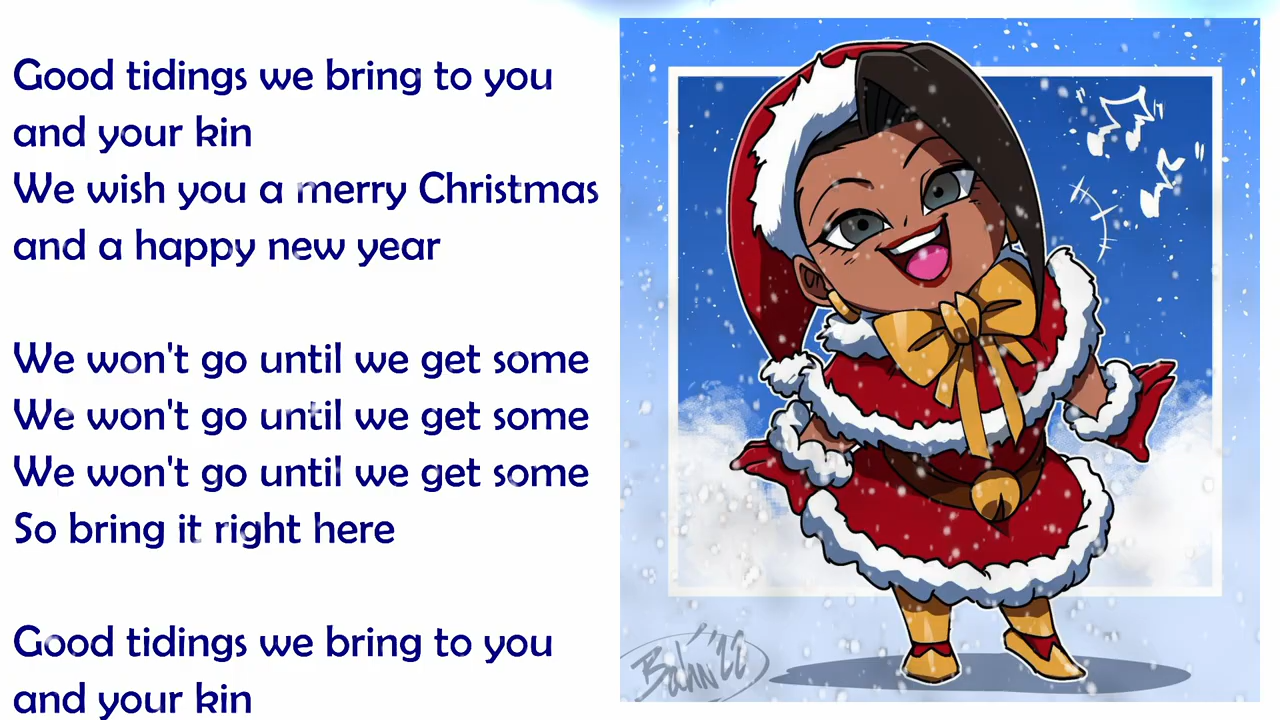 Good tidings we bring to you
and your kin
We wish you a merry Christmas
and a happy new year
We won't go until we get some
We won't go until we get some
We won't go until we get some
So bring it right here
Good tidings we bring to you
and your kin
Bahn '22